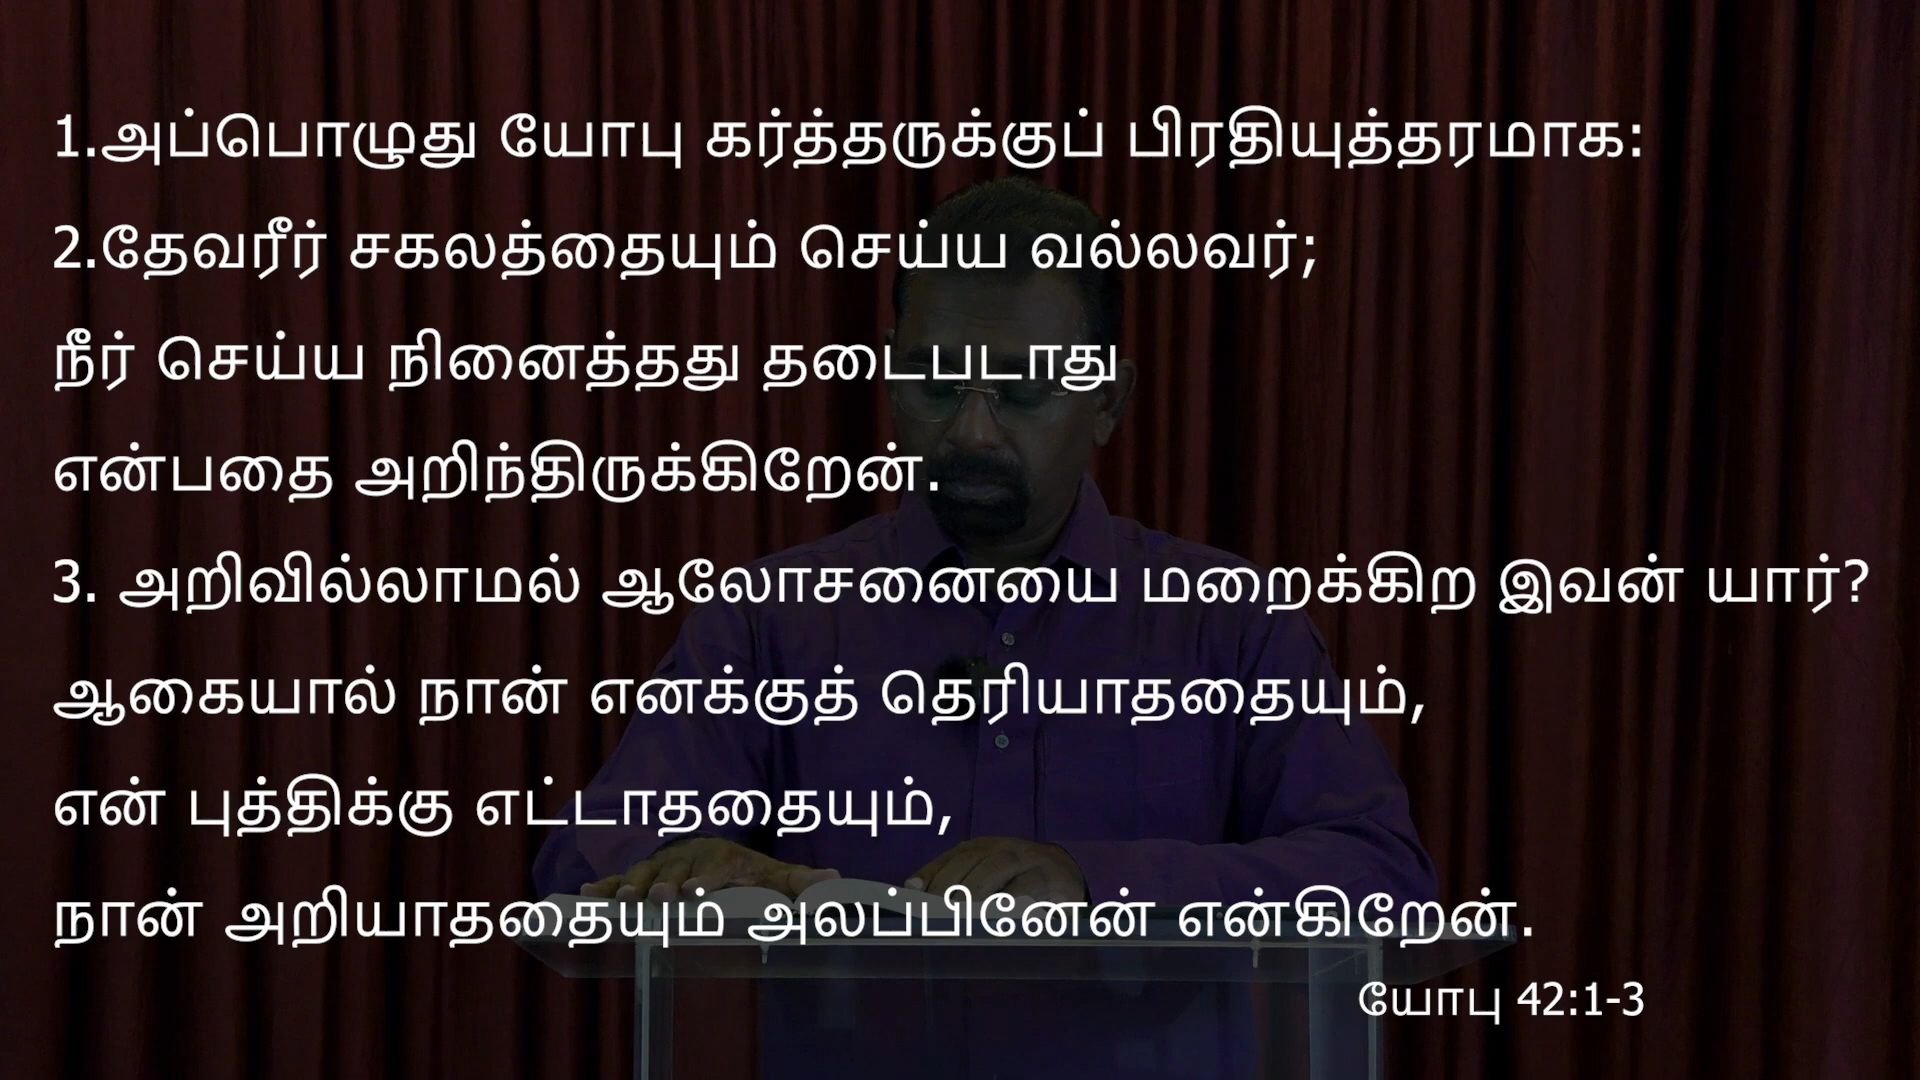 1.அப்பொழுது யோபு கர்த்தருக்குப் பிரதியுத்தரமாக:
2.தேவரீர் சகலத்தையும் செய்ய வல்லவர்;
நீர் செய்ய நினைத்தது தடைபடாது
என்பதை அறிந்திருக்கிறேன்.
3. அறிவில்லாமல் ஆலோசனையை மறைக்கிற இவன் யார்?
ஆகையால் நான் எனக்குத் தெரியாததையும்,
என் புத்திக்கு எட்டாததையும்,
நான் அறியாததையும் அலப்பினேன் என்கிறேன்.
யோபு 42:1-3